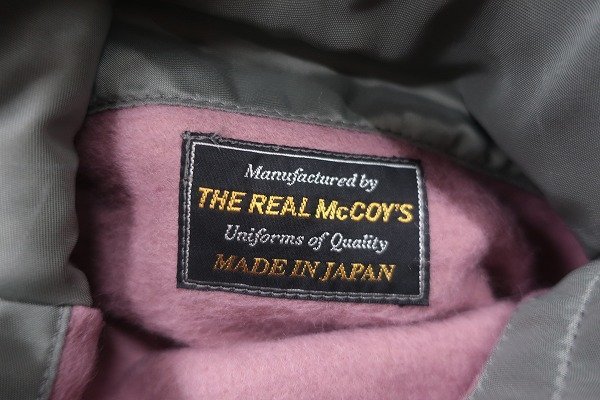 Manufactured by
THE REAL McCOY'S
Uniforms of Quality
MADE IN JAPAN